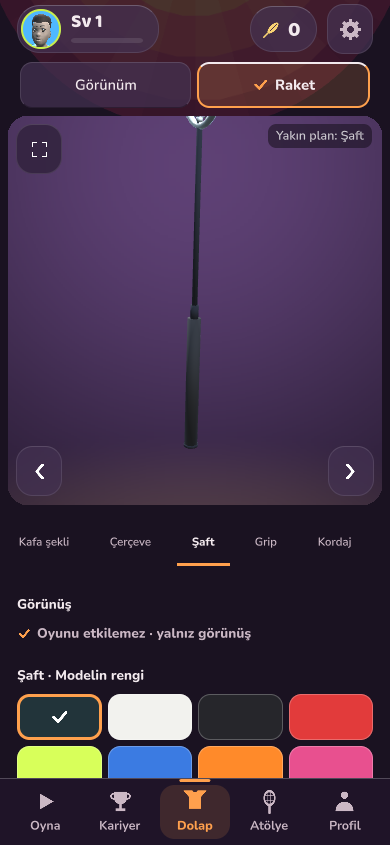 Sv 1
0
Görünüm
Raket
Yakın plan: Şaft
Kafa şekli
Çerçeve
Şaft
Grip
Kordaj
Görünüş
Oyunu etkilemez · yalnız görünüş
Şaft · Modelin rengi
Oyna
Kariyer
Dolap
Atölye
Profil